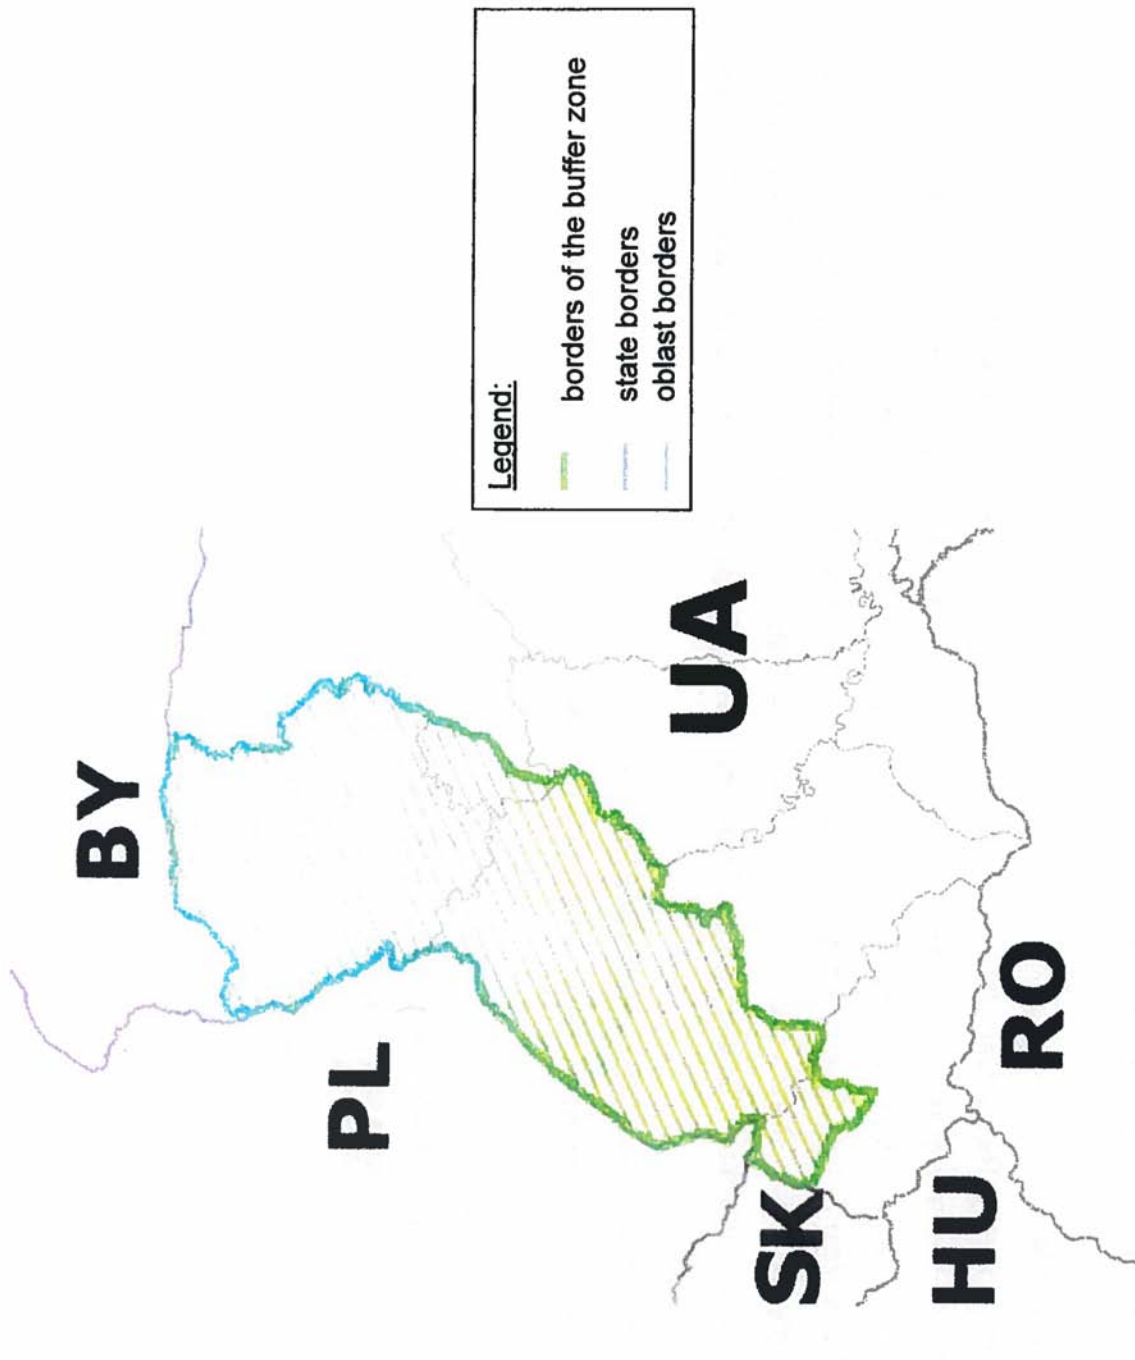 BY
PL
UA
SK
RO
HU
Legend:
borders of the buffer zone
state borders
oblast borders